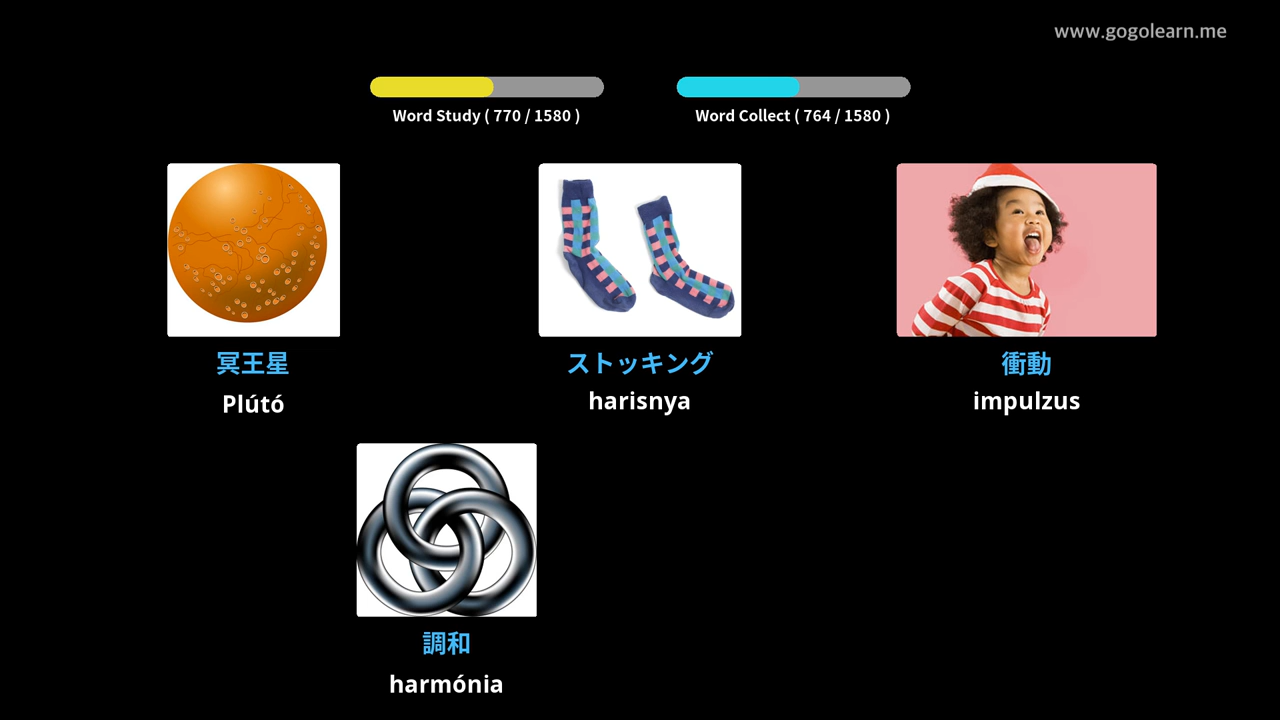 www.gogolearn.me
Word Study ( 770 / 1580 )
Word Collect ( 764 / 1580 )
冥王星
Plútó
ストッキング
harisnya
衝動
impulzus
調和
harmónia